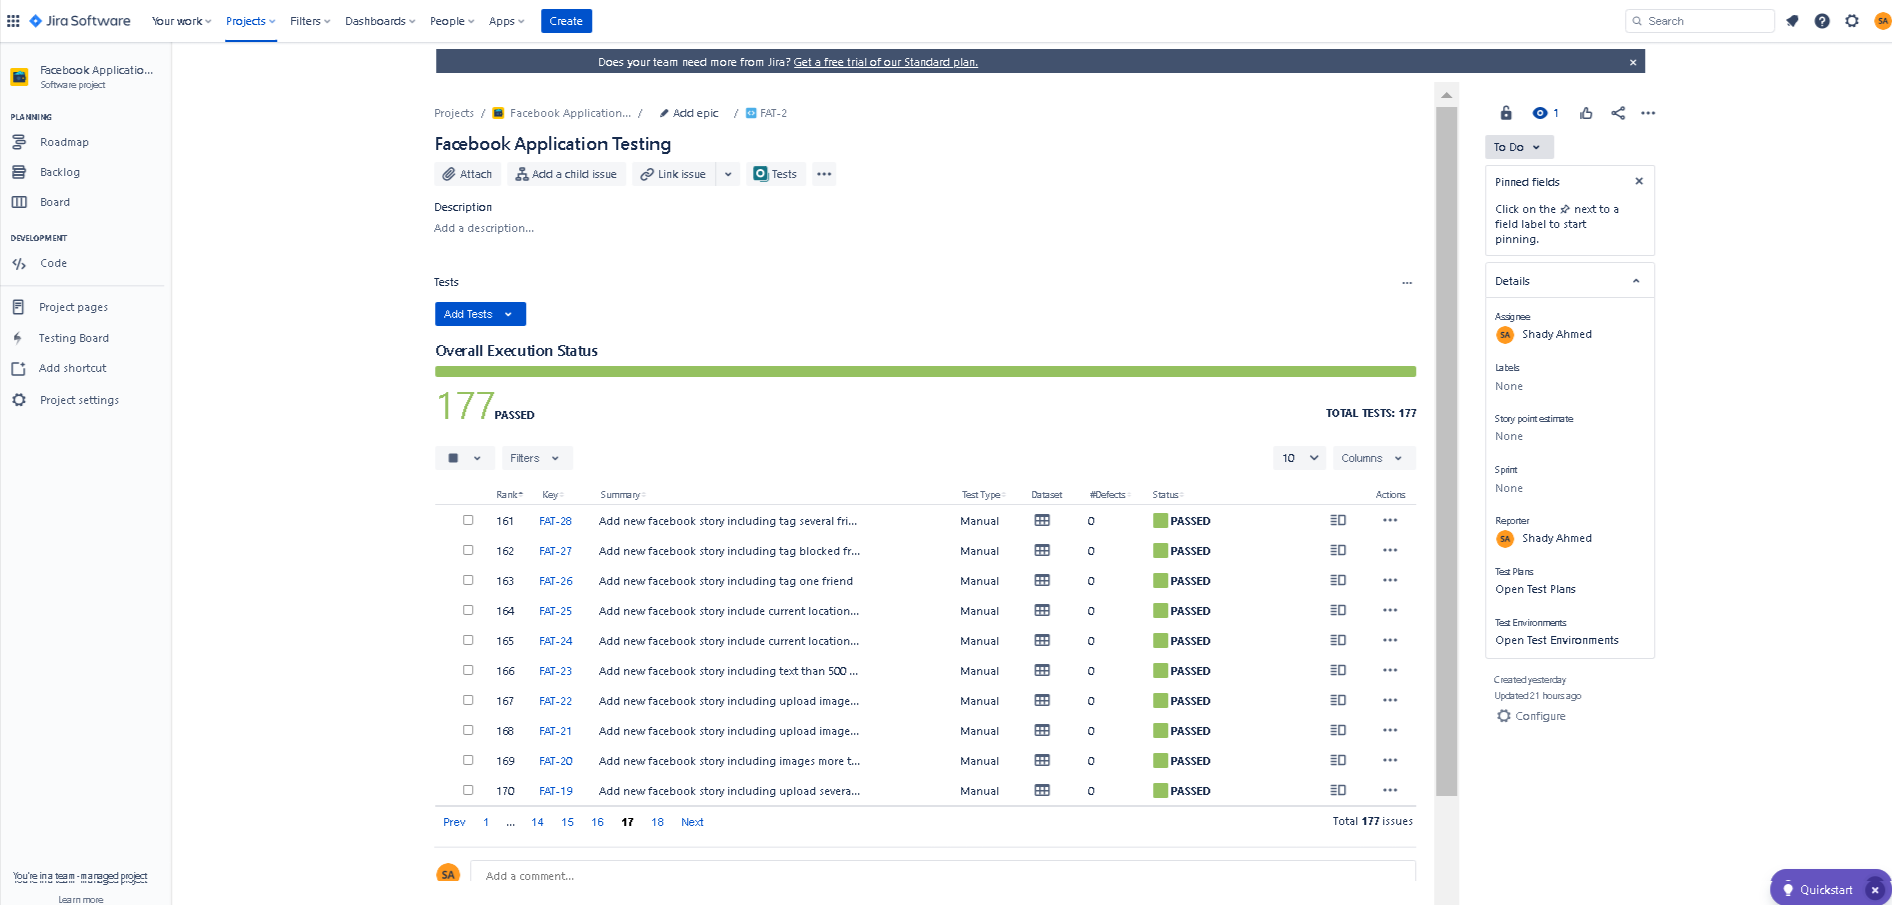 Jira Software Your work Projects Filters Dashboards People Apps Create Search SA
Does your team need more from Jira? Get a free trial of our Standard plan.
Facebook Applicatio...
Software project
PLANNING
Roadmap
Backlog
Board
DEVELOPMENT
Code
Project pages
Testing Board
Add shortcut
Project settings
You're in a team-managed project
Learn more
Projects / Facebook Application... / Add epic / FAT-2
Facebook Application Testing
Attach Add a child issue Link issue Tests
Description
Add a description...
Tests
Add Tests
Overall Execution Status
177 PASSED TOTAL TESTS: 177
Filters 10 Columns
Rank Key Summary Test Type Dataset #Defects Status Actions
161 FAT-28 Add new facebook story including tag several fri... Manual 0 PASSED
162 FAT-27 Add new facebook story including tag blocked fr... Manual 0 PASSED
163 FAT-26 Add new facebook story including tag one friend Manual 0 PASSED
164 FAT-25 Add new facebook story include current location... Manual 0 PASSED
165 FAT-24 Add new facebook story include current location... Manual 0 PASSED
166 FAT-23 Add new facebook story including text than 500 ... Manual 0 PASSED
167 FAT-22 Add new facebook story including upload image... Manual 0 PASSED
168 FAT-21 Add new facebook story including upload image... Manual 0 PASSED
169 FAT-20 Add new facebook story including images more t... Manual 0 PASSED
170 FAT-19 Add new facebook story including upload severa... Manual 0 PASSED
Prev 1 ... 14 15 16 17 18 Next Total 177 issues
SA Add a comment...
1
To Do
Pinned fields
Click on the next to a
field label to start
pinning.
Details
Assignee
SA Shady Ahmed
Labels
None
Story point estimate
None
Sprint
None
Reporter
SA Shady Ahmed
Test Plans
Open Test Plans
Test Environments
Open Test Environments
Created yesterday
Updated 21 hours ago
Configure
Quickstart